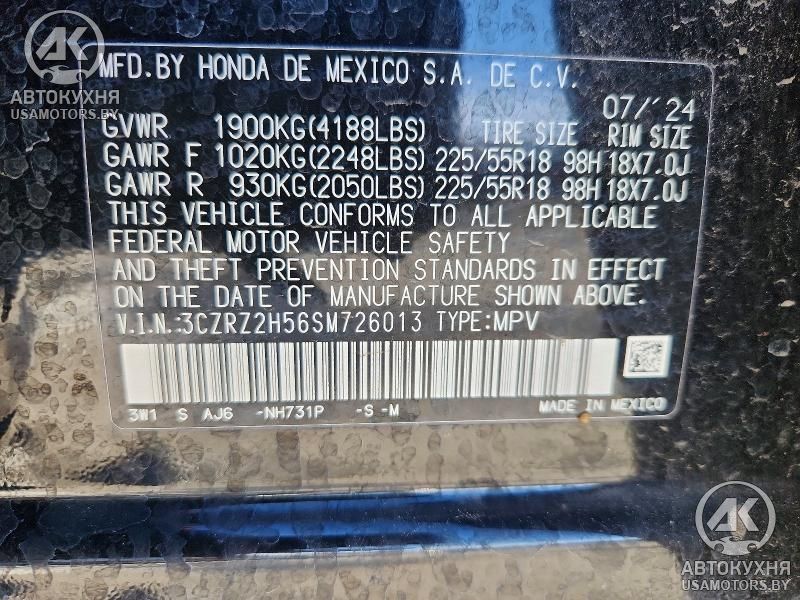 AK
АВТОКУХНЯ
USAMOTORS.BY
MFD.BY HONDA DE MEXICO S.A. DE C.V.
07/'24
GVWR 1900KG(4188LBS) TIRE SIZE RIM SIZE
GAWR F 1020KG(2248LBS) 225/55R18 98H 18X7.0J
GAWR R 930KG(2050LBS) 225/55R18 98H 18X7.0J
THIS VEHICLE CONFORMS TO ALL APPLICABLE
FEDERAL MOTOR VEHICLE SAFETY
AND THEFT PREVENTION STANDARDS IN EFFECT
ON THE DATE OF MANUFACTURE SHOWN ABOVE.
V.I.N.:3CZRZ2H56SM726013 TYPE:MPV
3W1 S AJ6 -NH731P -S -M MADE IN MEXICO
AK
АВТОКУХНЯ
USAMOTORS.BY